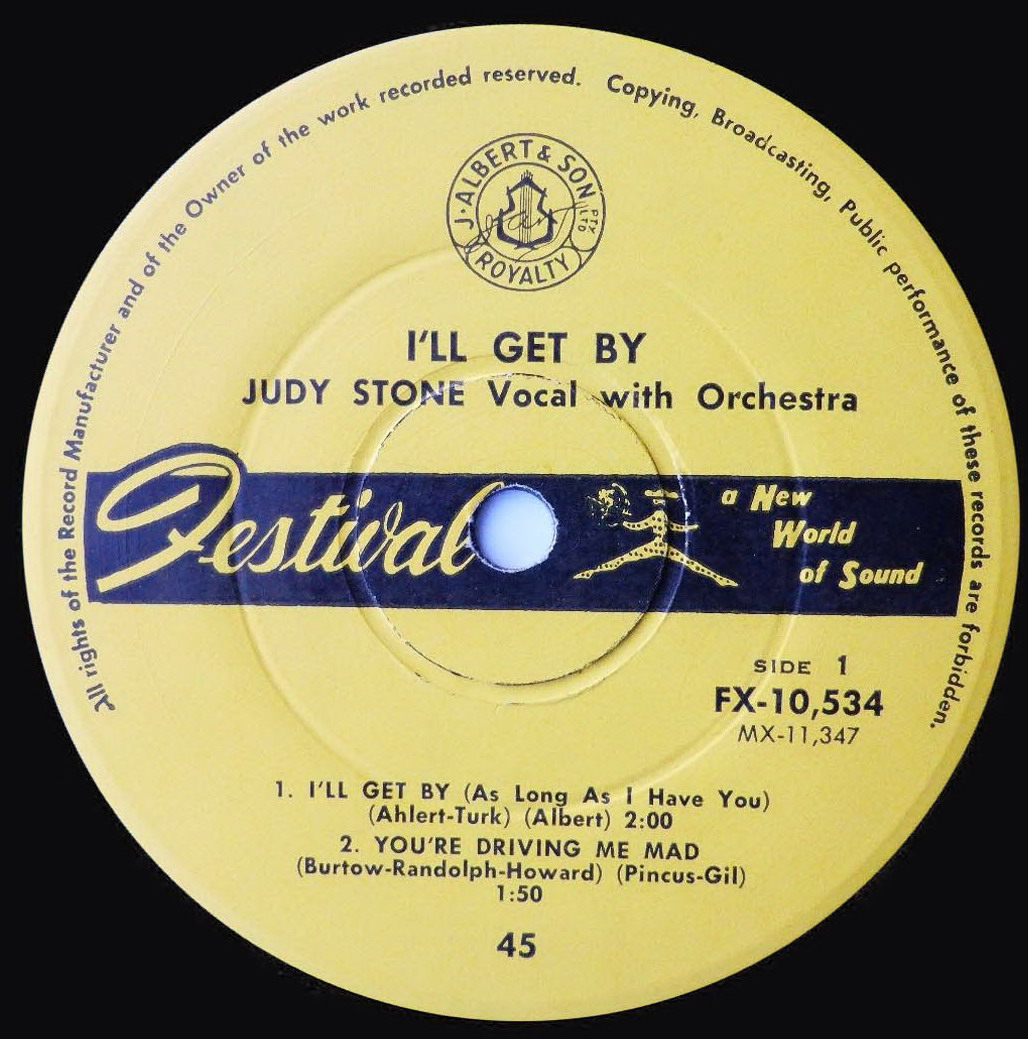 All rights of the Record Manufacturer and of the Owner of the work recorded reserved. Copying, Broadcasting, Public performance of these records are forbidden.
J. ALBERT & SON
PTY LTD
ROYALTY
I'LL GET BY
JUDY STONE Vocal with Orchestra
Festival
a New
World
of Sound
SIDE 1
FX-10,534
MX-11,347
1. I'LL GET BY (As Long As I Have You)
(Ahlert-Turk) (Albert) 2:00
2. YOU'RE DRIVING ME MAD
(Burtow-Randolph-Howard) (Pincus-Gil)
1:50
45